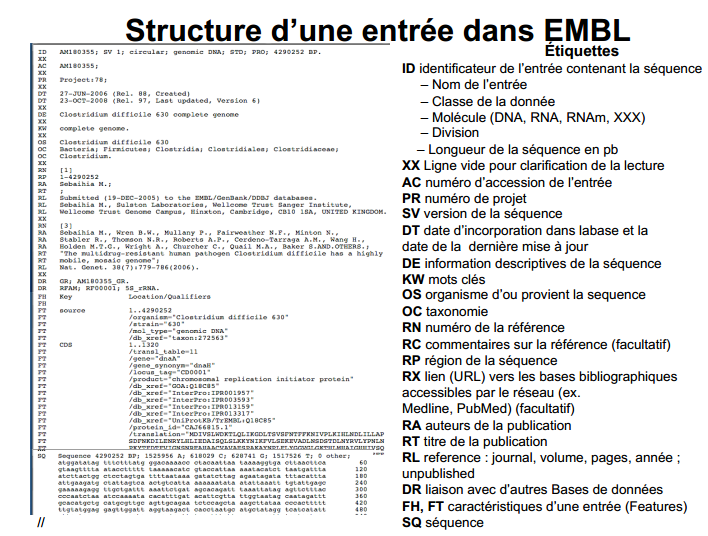 Structure d’une entrée dans EMBL
ID AM180355; SV 1; circular; genomic DNA; STD; PRO; 4290252 BP.
XX
AC AM180355;
XX
PR Project:78;
XX
DT 27-JUN-2006 (Rel. 88, Created)
DT 23-OCT-2008 (Rel. 97, Last updated, Version 6)
XX
DE Clostridium difficile 630 complete genome
XX
KW complete genome.
XX
OS Clostridium difficile 630
OC Bacteria; Firmicutes; Clostridia; Clostridiales; Clostridiaceae;
OC Clostridium.
XX
RN [1]
RP 1-4290252
RA Sebaihia M.;
RT ;
RL Submitted (19-DEC-2005) to the EMBL/GenBank/DDBJ databases.
RL Sebaihia M., Sulston Laboratories, Wellcome Trust Sanger Institute,
RL Wellcome Trust Genome Campus, Hinxton, Cambridge, CB10 1SA, UNITED KINGDOM.
XX
RN [3]
RA Sebaihia M., Wren B.W., Mullany P., Fairweather N.F., Minton N.,
RA Stabler R., Thomson N.R., Roberts A.P., Cerdeno-Tarraga A.M., Wang H.,
RA Holden M.T.G., Wright A., Churcher C., Quail M.A., Baker S.AND.OTHERS.;
RT "The multidrug-resistant human pathogen Clostridium difficile has a highly
RT mobile, mosaic genome";
RL Nat. Genet. 38(7):779-786(2006).
XX
DR GR; AM180355_GR.
DR RFAM; RF00001; 5S_rRNA.
FH Key Location/Qualifiers
FH
FT source 1..4290252
FT /organism="Clostridium difficile 630"
FT /strain="630"
FT /mol_type="genomic DNA"
FT /db_xref="taxon:272563"
FT CDS 1..1320
FT /transl_table=11
FT /gene="dnaA"
FT /gene_synonym="dnaH"
FT /locus_tag="CD0001"
FT /product="chromosomal replication initiator protein"
FT /db_xref="GOA:Q18C85"
FT /db_xref="InterPro:IPR001957"
FT /db_xref="InterPro:IPR003593"
FT /db_xref="InterPro:IPR013159"
FT /db_xref="InterPro:IPR013317"
FT /db_xref="UniProtKB/TrEMBL:Q18C85"
FT /protein_id="CAJ66815.1"
FT
FT
SQ Sequence 4290252 BP; 1525956 A; 618029 C; 628741 G; 1517526 T; 0 other;
60
120
180
240
300
360
420
480
//
Étiquettes
ID identificateur de l’entrée contenant la séquence
– Nom de l’entrée
– Classe de la donnée
– Molécule (DNA, RNA, RNAm, XXX)
– Division
– Longueur de la séquence en pb
XX Ligne vide pour clarification de la lecture
AC numéro d’accession de l’entrée
PR numéro de projet
SV version de la séquence
DT date d’incorporation dans labase et la
date de la dernière mise à jour
DE information descriptives de la séquence
KW mots clés
OS organisme d’ou provient la sequence
OC taxonomie
RN numéro de la référence
RC commentaires sur la référence (facultatif)
RP région de la séquence
RX lien (URL) vers les bases bibliographiques
accessibles par le réseau (ex.
Medline, PubMed) (facultatif)
RA auteurs de la publication
RT titre de la publication
RL reference : journal, volume, pages, année ;
unpublished
DR liaison avec d’autres Bases de données
FH, FT caractéristiques d’une entrée (Features)
SQ séquence